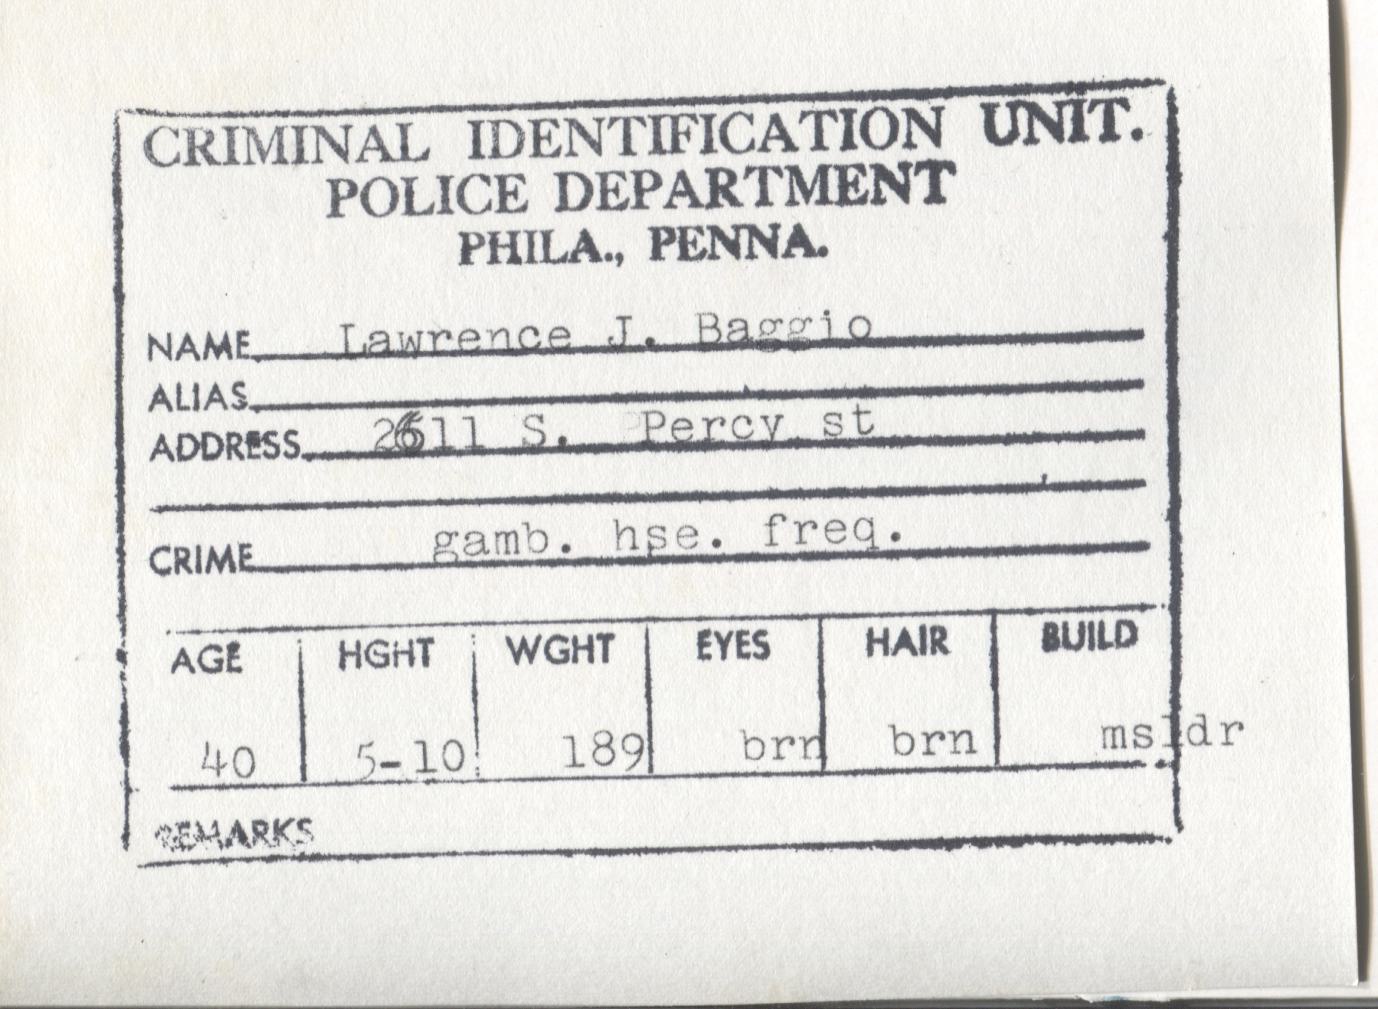 CRIMINAL IDENTIFICATION UNIT.
POLICE DEPARTMENT
PHILA., PENNA.
NAME Lawrence J. Baggio
ALIAS
ADDRESS 2611 S. Percy st
CRIME gamb. hse. freq.
AGE HGHT WGHT EYES HAIR BUILD
40 5-10 189 brn brn msldr
REMARKS